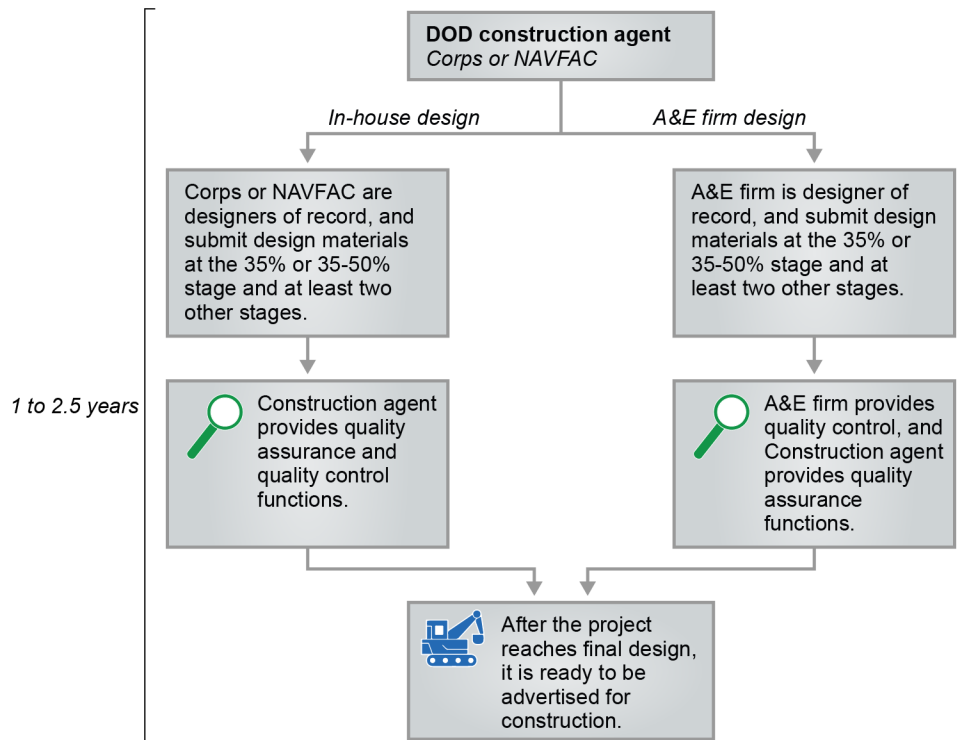 DOD construction agent
Corps or NAVFAC
In-house design
A&E firm design
Corps or NAVFAC are
designers of record, and
submit design materials
at the 35% or 35-50%
stage and at least two
other stages.
A&E firm is designer of
record, and submit design
materials at the 35% or
35-50% stage and at
least two other stages.
1 to 2.5 years
Construction agent
provides quality
assurance and
quality control
functions.
A&E firm provides
quality control, and
Construction agent
provides quality
assurance
functions.
After the project
reaches final design,
it is ready to be
advertised for
construction.